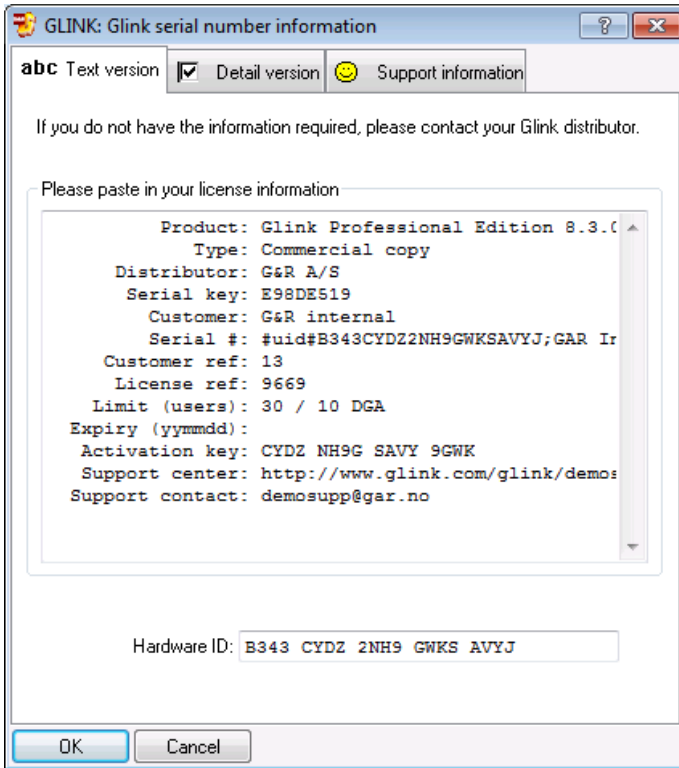 GLINK: Glink serial number information
abc Text version Detail version Support information
If you do not have the information required, please contact your Glink distributor.
Please paste in your license information
Product: Glink Professional Edition 8.3.0
Type: Commercial copy
Distributor: G&R A/S
Serial key: E98DE519
Customer: G&R internal
Serial #: #uid#B343CYDZ2NH9GWKSAVYJ;GAR In
Customer ref: 13
License ref: 9669
Limit (users): 30 / 10 DGA
Expiry (yymmdd):
Activation key: CYDZ NH9G SAVY 9GWK
Support center: http://www.glink.com/glink/demos
Support contact: demosupp@gar.no
Hardware ID: B343 CYDZ 2NH9 GWKS AVYJ
OK Cancel